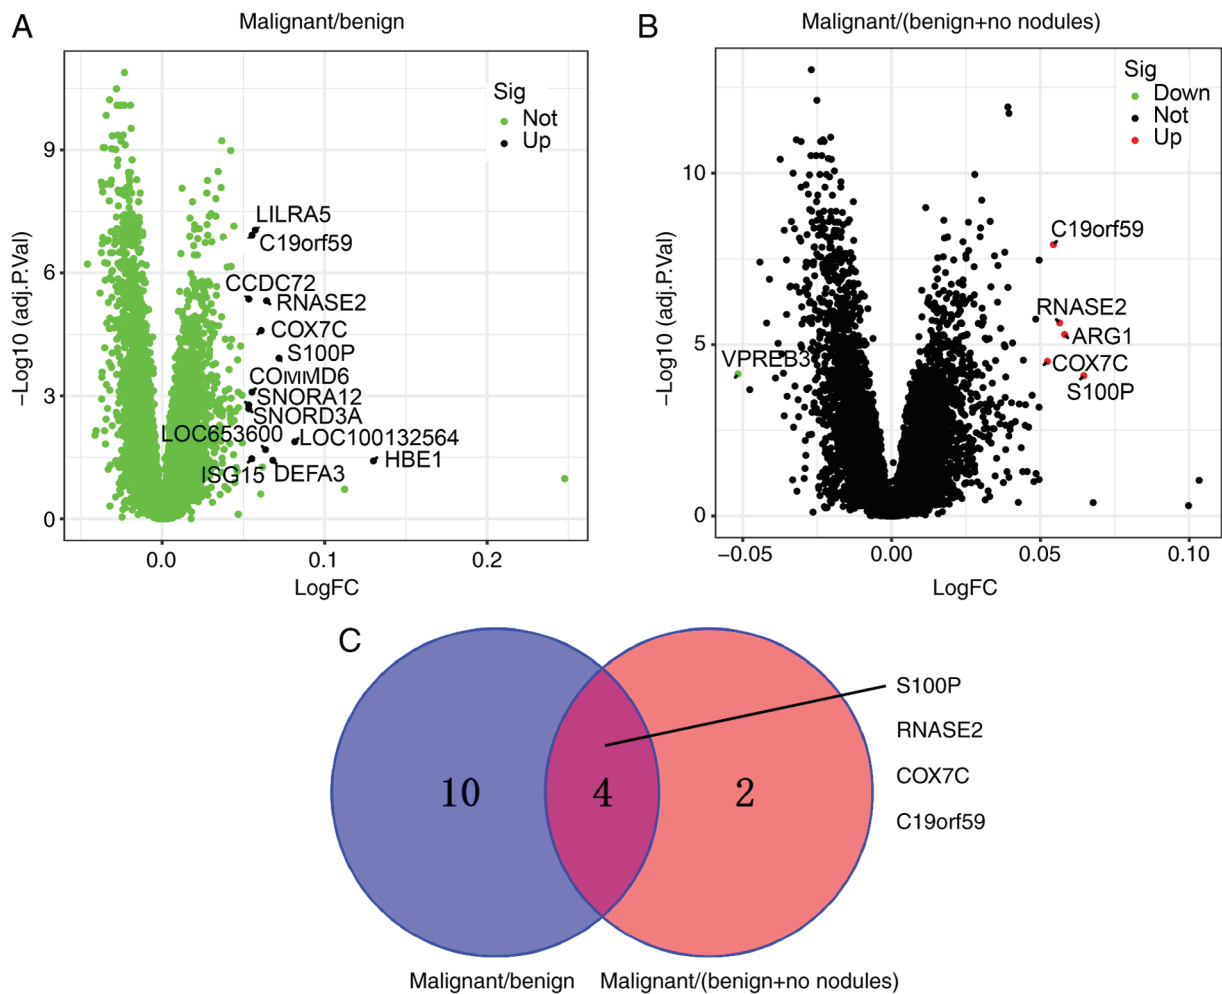 A
Malignant/benign
Sig
Not
Up
LILRA5
C19orf59
CCDC72
RNASE2
COX7C
S100P
COMMD6
SNORA12
SNORD3A
LOC653600
LOC100132564
HBE1
ISG15
DEFA3
9
6
3
0
0.0
0.1
0.2
LogFC
−Log10 (adj.P.Val)
B
Malignant/(benign+no nodules)
Sig
Down
Not
Up
C19orf59
RNASE2
ARG1
COX7C
S100P
VPREB3
10
5
0
−0.05
0.00
0.05
0.10
LogFC
−Log10 (adj.P.Val)
C
10
4
2
S100P
RNASE2
COX7C
C19orf59
Malignant/benign
Malignant/(benign+no nodules)